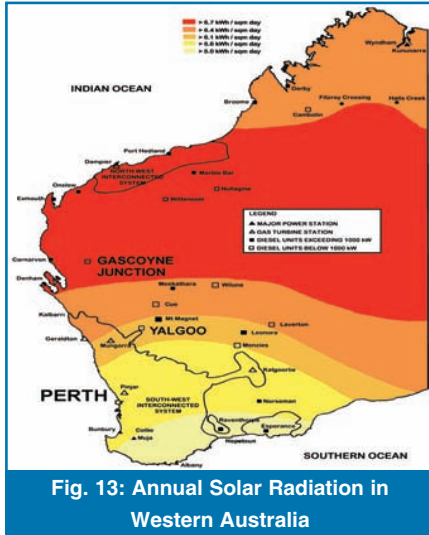 > 6.7 kWh / sqm day
> 6.4 kWh / sqm day
> 6.1 kWh / sqm day
> 5.8 kWh / sqm day
> 5.0 kWh / sqm day
Wyndham
Kununurra
INDIAN OCEAN
Derby
Broome
Fitzroy Crossing
Halls Creek
Camballin
Port Hedland
Dampier
NORTH-WEST
INTERCONNECTED
SYSTEM
Marble Bar
Onslow
Nullagine
Exmouth
Wittenoom
LEGEND
MAJOR POWER STATION
GAS TURBINE STATION
DIESEL UNITS EXCEEDING 1000 kW
DIESEL UNITS BELOW 1000 kW
Carnarvon
GASCOYNE
JUNCTION
Denham
Meekathara
Wiluna
Kalbarri
Cue
Mt Magnet
Laverton
Geraldton
YALGOO
Leonora
Mungarra
Menzies
Kalgoorlie
PERTH
Pinjar
Norseman
SOUTH-WEST
INTERCONNECTED
SYSTEM
Ravensthorpe
Esperance
Bunbury
Collie
Muja
Hopetoun
Albany
SOUTHERN OCEAN
Fig. 13: Annual Solar Radiation in
Western Australia